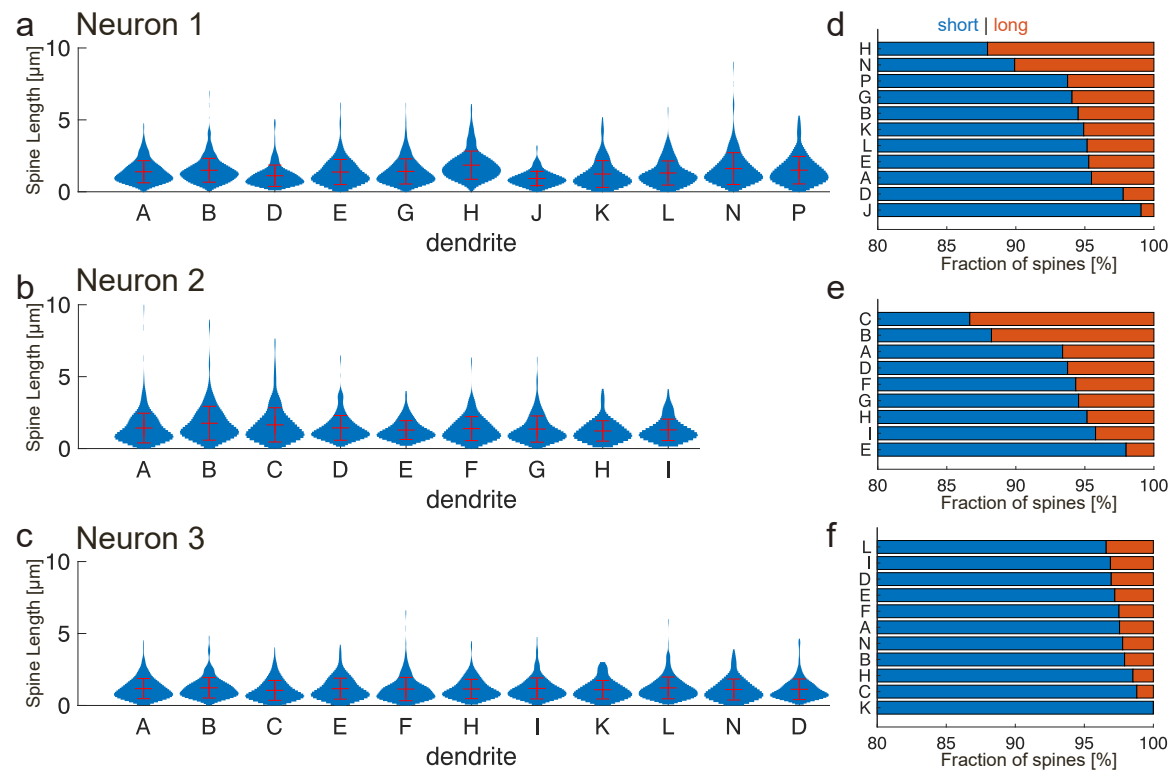 a Neuron 1
Spine Length [µm]
10
5
0
A B D E G H J K L N P
dendrite
b Neuron 2
Spine Length [µm]
10
5
0
A B C D E F G H I
dendrite
c Neuron 3
Spine Length [µm]
10
5
0
A B C E F H I K L N D
dendrite
d short | long
H
N
P
G
B
K
L
E
A
D
J
80 85 90 95 100
Fraction of spines [%]
e
C
B
A
D
F
G
H
I
E
80 85 90 95 100
Fraction of spines [%]
f
L
I
D
E
F
A
N
B
H
C
K
80 85 90 95 100
Fraction of spines [%]